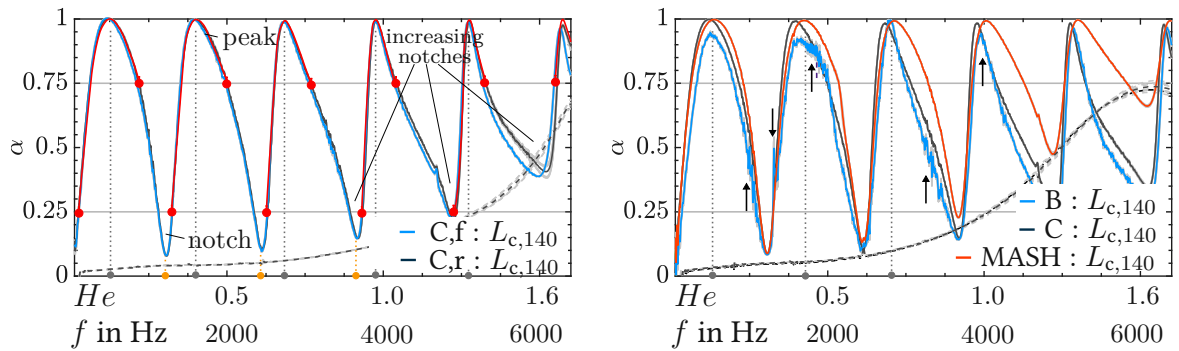 1
0.75
0.5
0.25
0
α
peak
increasing
notches
notch
C,f : L_c,140
C,r : L_c,140
He 0.5 1.0 1.6
f in Hz 2000 4000 6000
1
0.75
0.5
0.25
0
α
B : L_c,140
C : L_c,140
MASH : L_c,140
He 0.5 1.0 1.6
f in Hz 2000 4000 6000